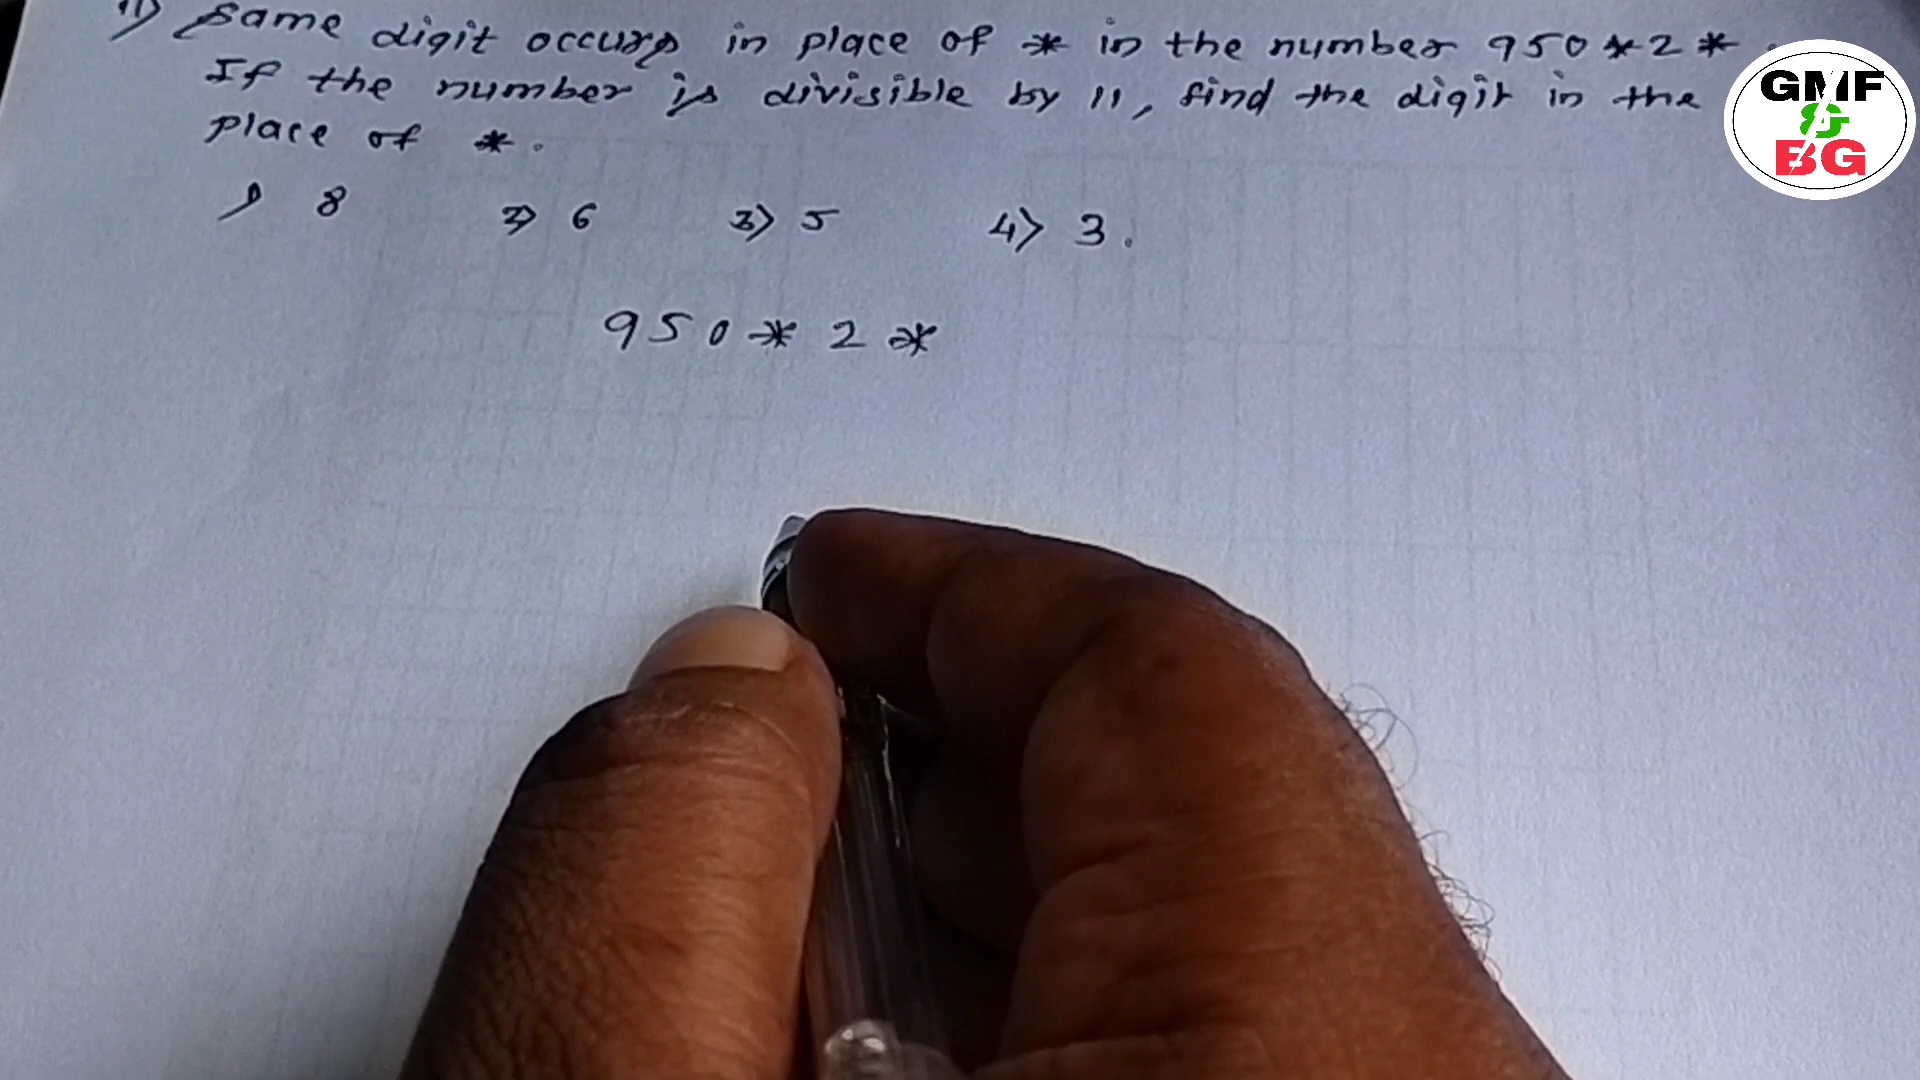 11) Same digit occurs in place of * in the number 950*2*.
If the number is divisible by 11, find the digit in the
place of *.
1) 8 2) 6 3) 5 4) 3.
950*2*
GMF
&
BG